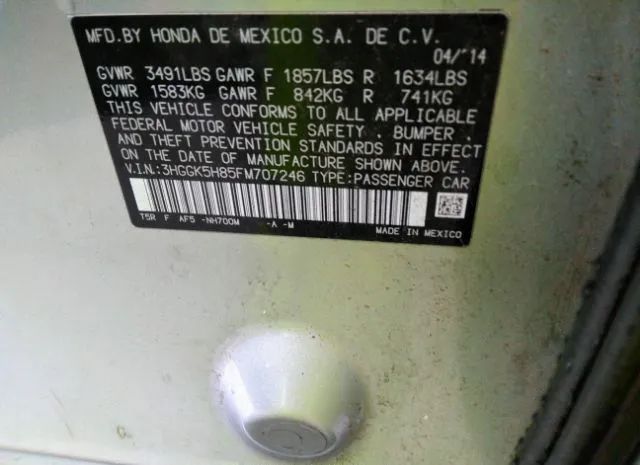 MFD.BY HONDA DE MEXICO S.A. DE C.V.
04/'14
GVWR 3491LBS GAWR F 1857LBS R 1634LBS
GVWR 1583KG GAWR F 842KG R 741KG
THIS VEHICLE CONFORMS TO ALL APPLICABLE
FEDERAL MOTOR VEHICLE SAFETY , BUMPER ,
AND THEFT PREVENTION STANDARDS IN EFFECT
ON THE DATE OF MANUFACTURE SHOWN ABOVE.
V.I.N.:3HGGK5H85FM707246 TYPE:PASSENGER CAR
T5R F AF5 -NH700M -A -M
MADE IN MEXICO